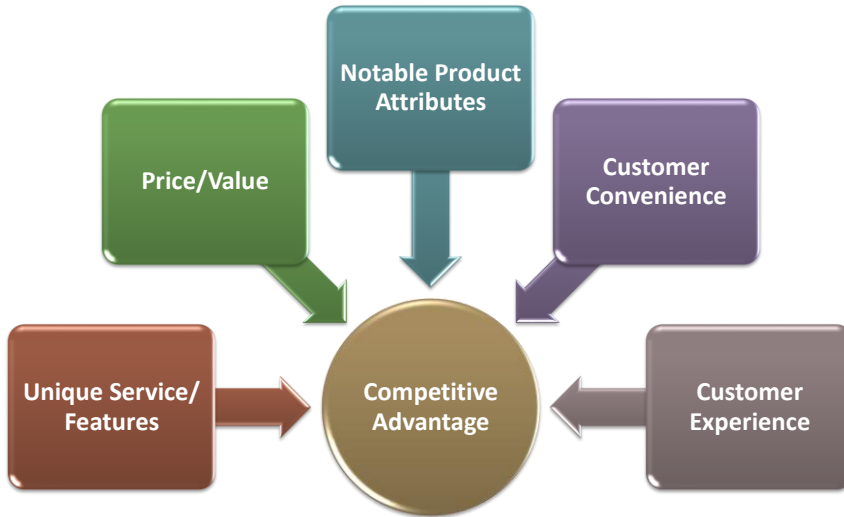 Notable Product
Attributes
Price/Value
Customer
Convenience
Unique Service/
Features
Competitive
Advantage
Customer
Experience